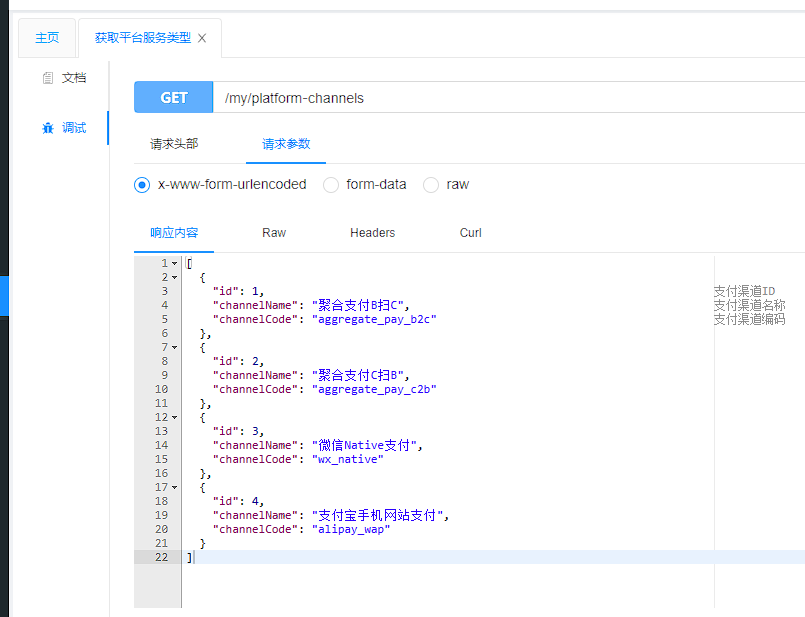 主页
获取平台服务类型
文档
调试
GET /my/platform-channels
请求头部 请求参数
x-www-form-urlencoded form-data raw
响应内容 Raw Headers Curl
1 [
2 {
3 "id": 1, 支付渠道ID
4 "channelName": "聚合支付B扫C", 支付渠道名称
5 "channelCode": "aggregate_pay_b2c" 支付渠道编码
6 },
7 {
8 "id": 2,
9 "channelName": "聚合支付C扫B",
10 "channelCode": "aggregate_pay_c2b"
11 },
12 {
13 "id": 3,
14 "channelName": "微信Native支付",
15 "channelCode": "wx_native"
16 },
17 {
18 "id": 4,
19 "channelName": "支付宝手机网站支付",
20 "channelCode": "alipay_wap"
21 }
22 ]